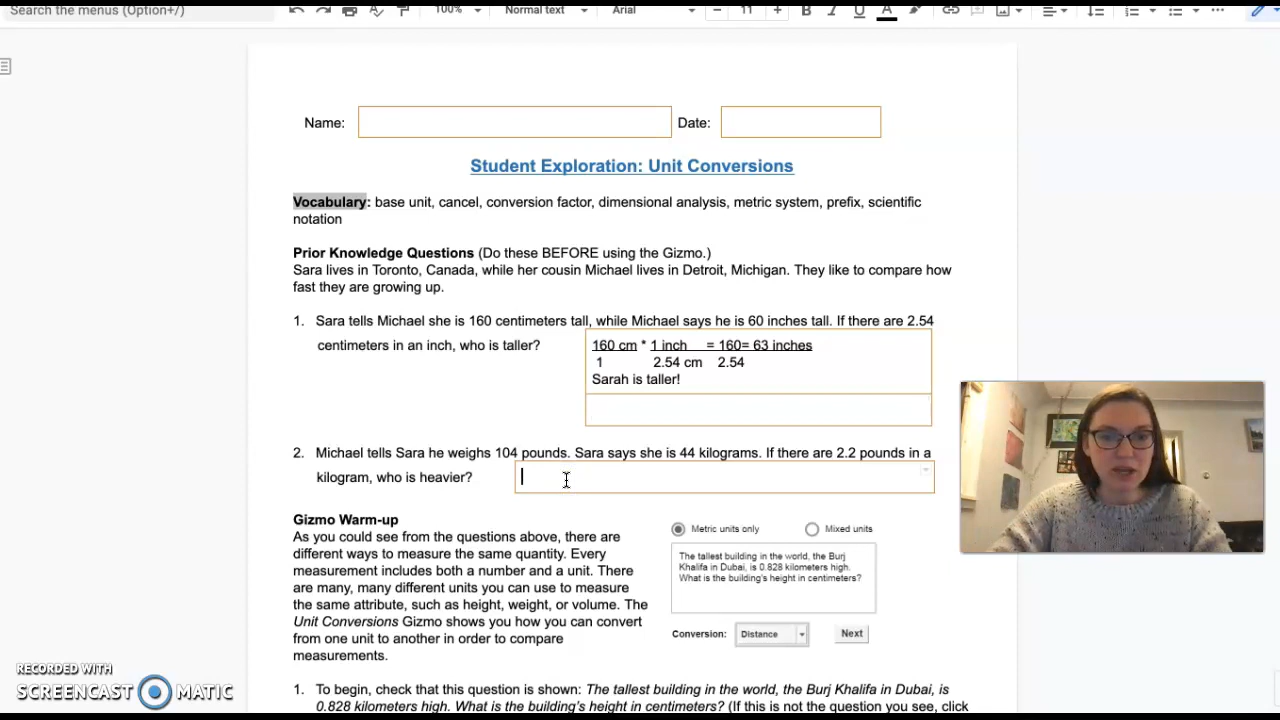 Search the menus (Option+/)
100%
Normal text
Arial
11
Name:
Date:
Student Exploration: Unit Conversions
Vocabulary: base unit, cancel, conversion factor, dimensional analysis, metric system, prefix, scientific
notation
Prior Knowledge Questions (Do these BEFORE using the Gizmo.)
Sara lives in Toronto, Canada, while her cousin Michael lives in Detroit, Michigan. They like to compare how
fast they are growing up.
1. Sara tells Michael she is 160 centimeters tall, while Michael says he is 60 inches tall. If there are 2.54
centimeters in an inch, who is taller?
160 cm * 1 inch = 160= 63 inches
1 2.54 cm 2.54
Sarah is taller!
2. Michael tells Sara he weighs 104 pounds. Sara says she is 44 kilograms. If there are 2.2 pounds in a
kilogram, who is heavier?
Gizmo Warm-up
As you could see from the questions above, there are
different ways to measure the same quantity. Every
measurement includes both a number and a unit. There
are many, many different units you can use to measure
the same attribute, such as height, weight, or volume. The
Unit Conversions Gizmo shows you how you can convert
from one unit to another in order to compare
measurements.
Metric units only
Mixed units
The tallest building in the world, the Burj
Khalifa in Dubai, is 0.828 kilometers high.
What is the building's height in centimeters?
Conversion: Distance Next
1. To begin, check that this question is shown: The tallest building in the world, the Burj Khalifa in Dubai, is
0.828 kilometers high. What is the building's height in centimeters? (If this is not the question you see, click
RECORDED WITH
SCREENCAST MATIC